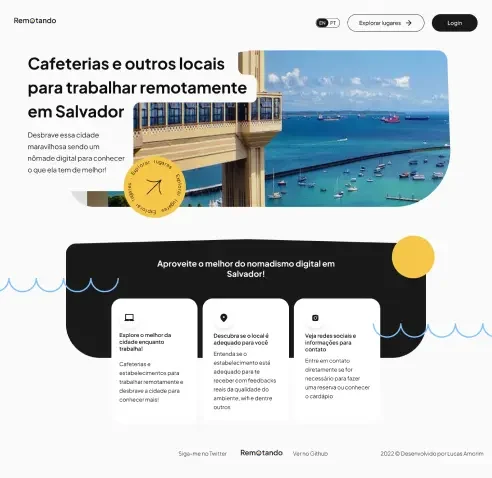 Remotando
EN PT
Explorar lugares
Login
Cafeterias e outros locais
para trabalhar remotamente
em Salvador
Desbrave essa cidade
maravilhosa sendo um
nômade digital para conhecer
o que ela tem de melhor!
Explorar lugares Explorar lugares Explorar lugares
Aproveite o melhor do nomadismo digital em
Salvador!
Explore o melhor da
cidade enquanto
trabalha!
Cafeterias e
estabelecimentos para
trabalhar remotamente e
desbrave a cidade para
conhecer mais!
Descubra se o local é
adequado para você
Entenda se o
estabelecimento está
adequado para te
receber com feedbacks
reais da qualidade do
ambiente, wifi e dentre
outros
Veja redes sociais e
informações para
contato
Entre em contato
diretamente se for
necessário para fazer
uma reserva ou conhecer
o cardápio
Siga-me no Twitter
Remotando
Ver no Github
2022 © Desenvolvido por Lucas Amorim